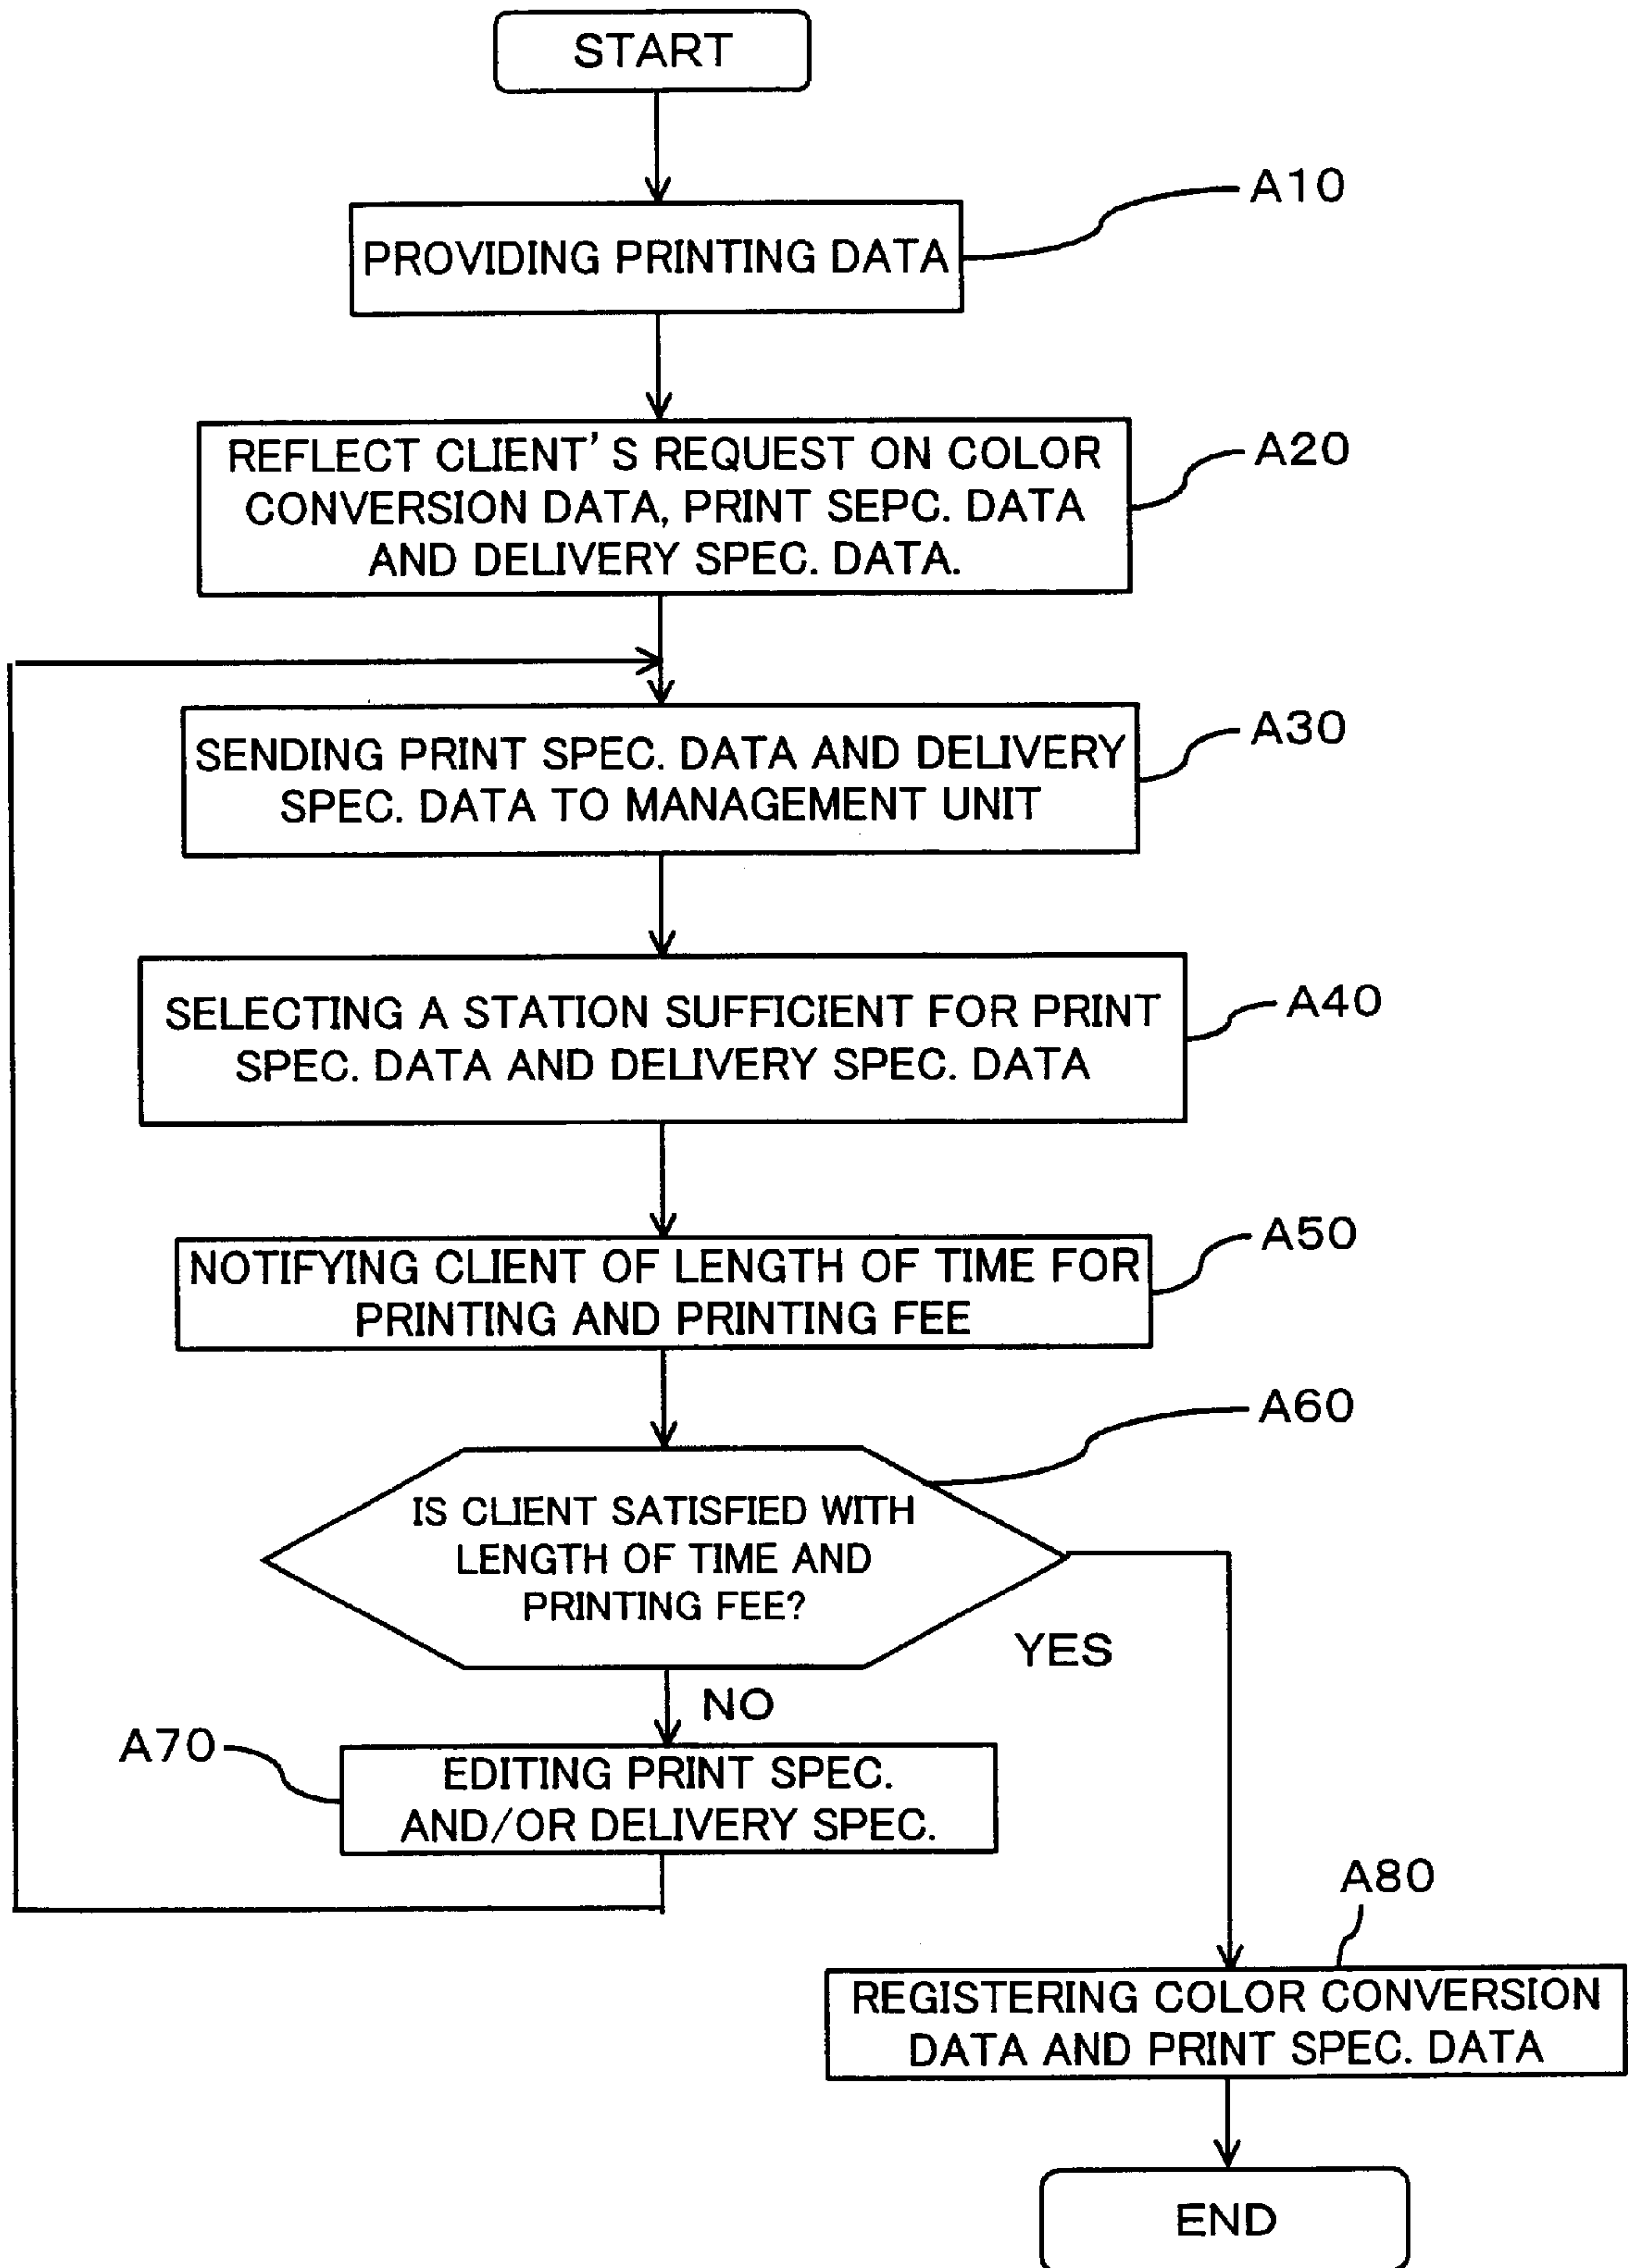 START
A10
PROVIDING PRINTING DATA
A20
REFLECT CLIENT'S REQUEST ON COLOR
CONVERSION DATA, PRINT SEPC. DATA
AND DELIVERY SPEC. DATA.
A30
SENDING PRINT SPEC. DATA AND DELIVERY
SPEC. DATA TO MANAGEMENT UNIT
A40
SELECTING A STATION SUFFICIENT FOR PRINT
SPEC. DATA AND DELIVERY SPEC. DATA
A50
NOTIFYING CLIENT OF LENGTH OF TIME FOR
PRINTING AND PRINTING FEE
A60
IS CLIENT SATISFIED WITH
LENGTH OF TIME AND
PRINTING FEE?
YES
NO
A70
EDITING PRINT SPEC.
AND/OR DELIVERY SPEC.
A80
REGISTERING COLOR CONVERSION
DATA AND PRINT SPEC. DATA
END